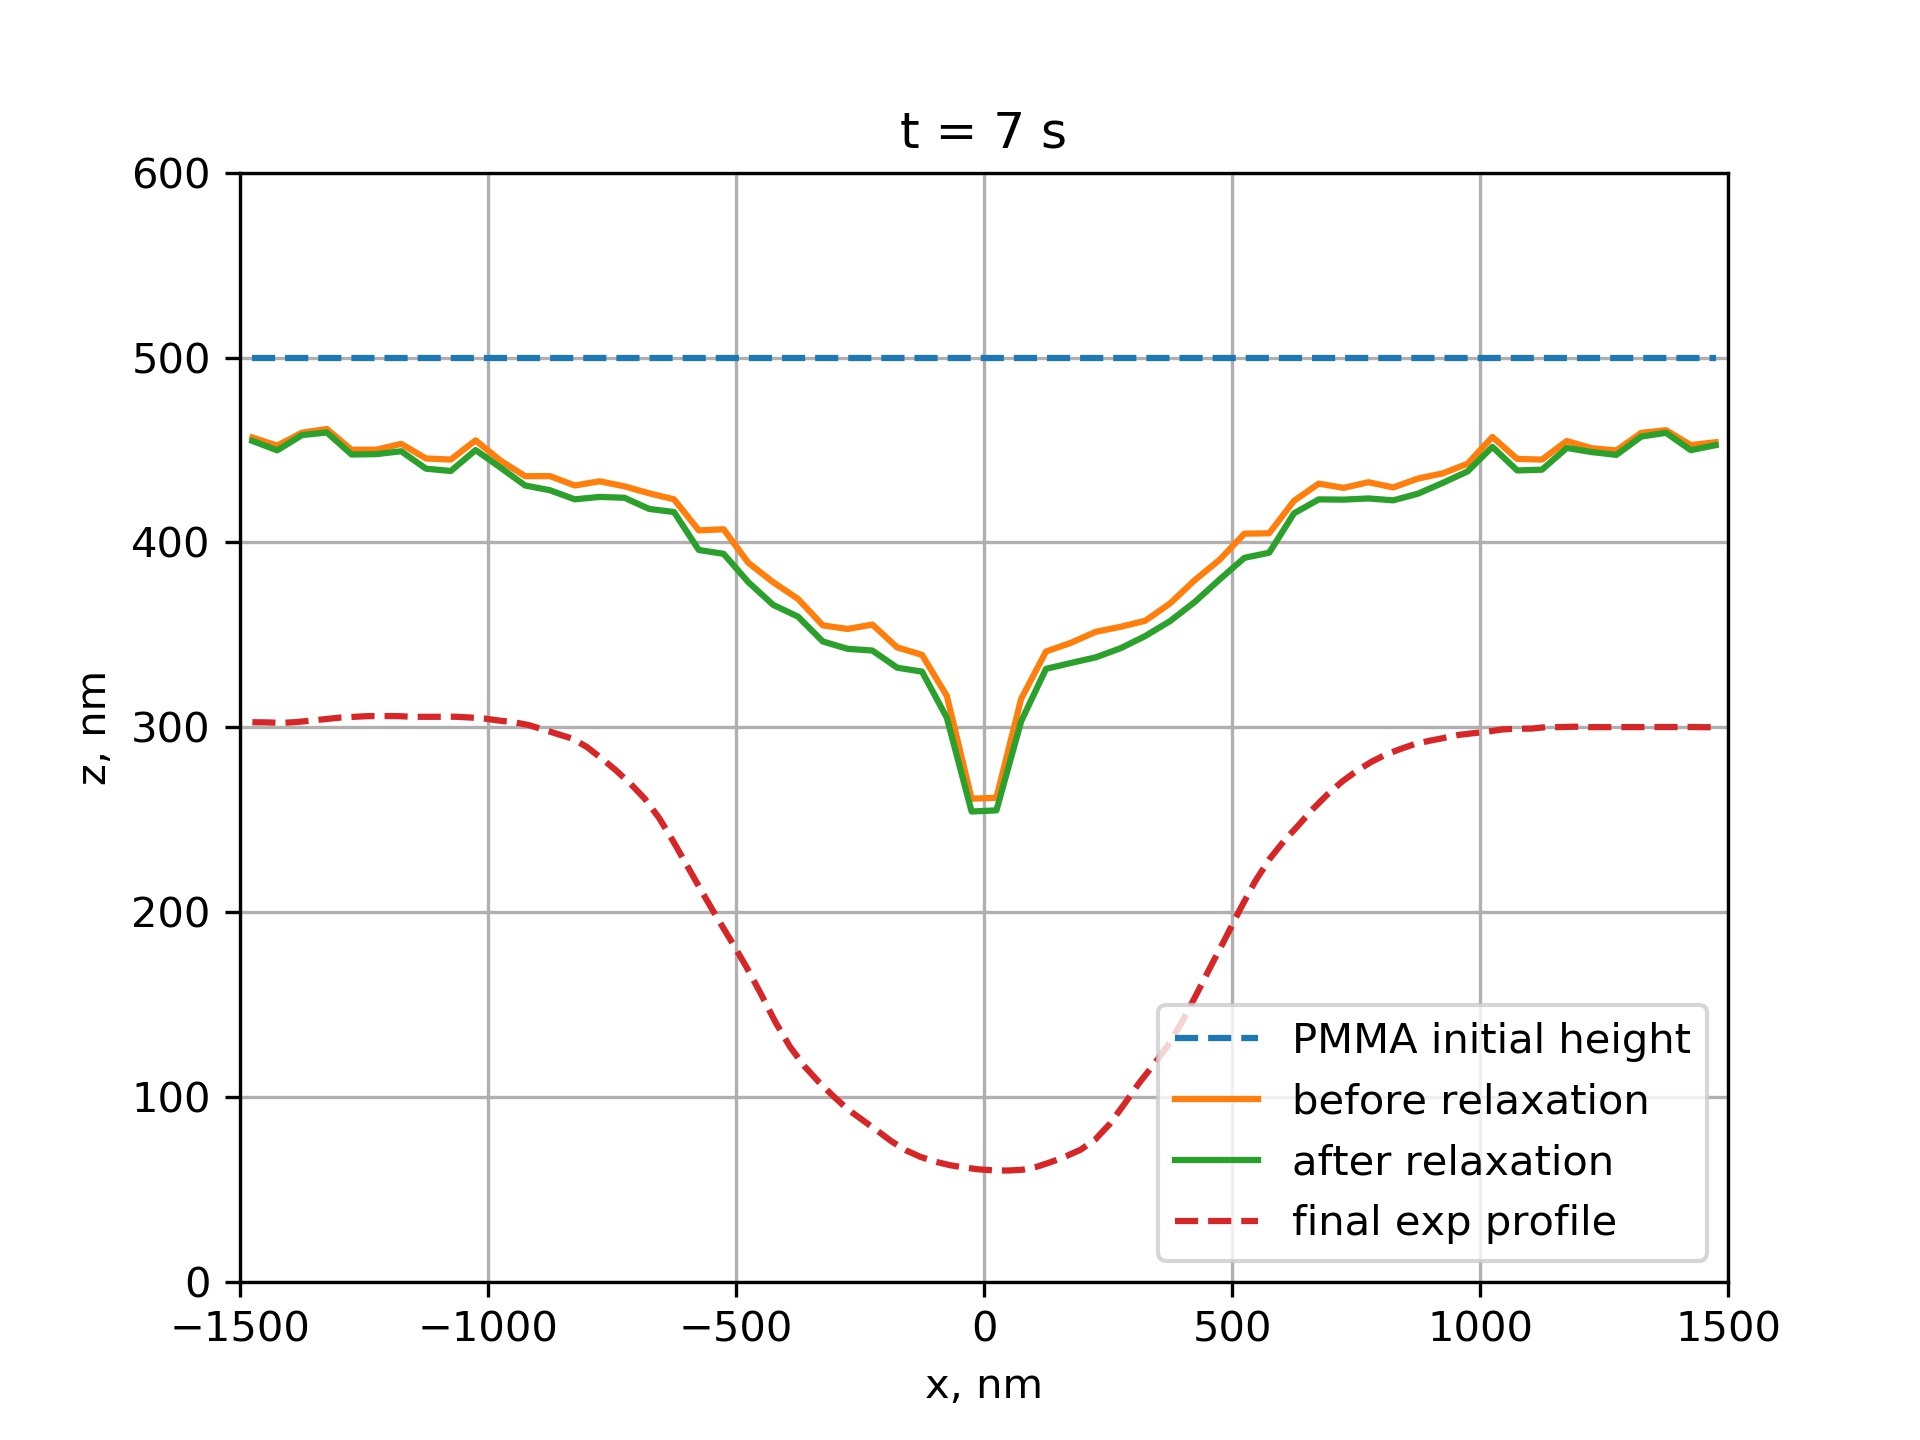 t = 7 s
600
500
400
300
200
100
0
z, nm
−1500
−1000
−500
0
500
1000
1500
x, nm
PMMA initial height
before relaxation
after relaxation
final exp profile